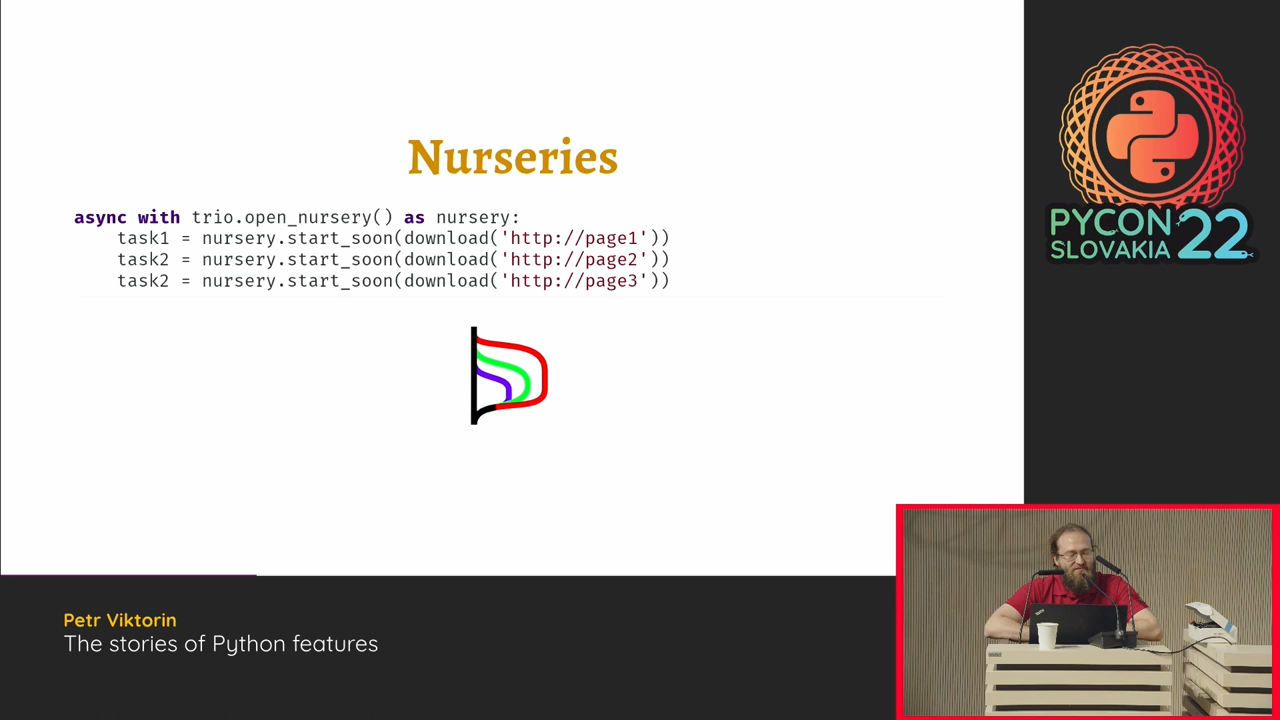 Nurseries
async with trio.open_nursery() as nursery:
    task1 = nursery.start_soon(download('http://page1'))
    task2 = nursery.start_soon(download('http://page2'))
    task2 = nursery.start_soon(download('http://page3'))
PYCON
SLOVAKIA 22
Petr Viktorin
The stories of Python features